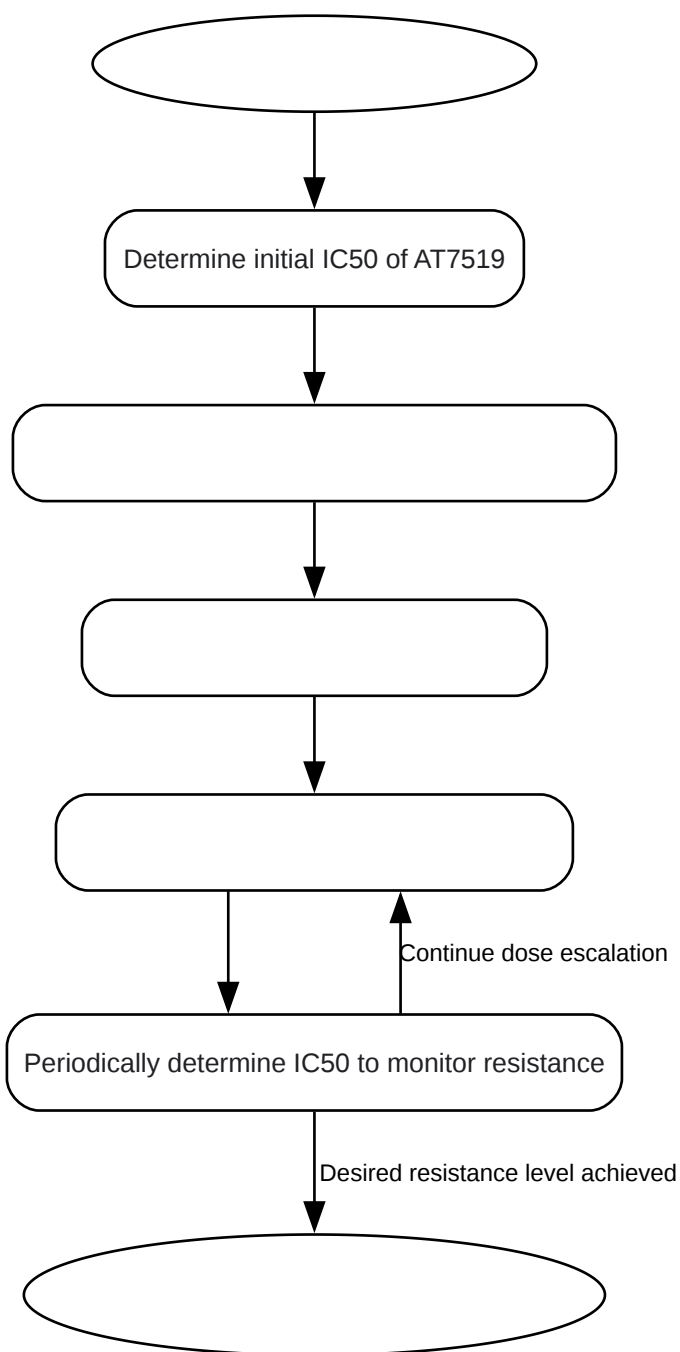 Determine initial IC50 of AT7519
Continue dose escalation
Periodically determine IC50 to monitor resistance
Desired resistance level achieved